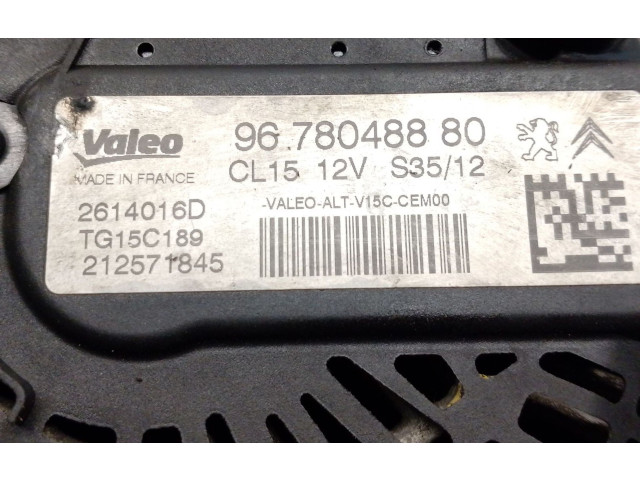 Valeo
96.780488 80
MADE IN FRANCE
CL15 12V S35/12
2614016D
-VALEO-ALT-V15C-CEM00
TG15C189
212571845